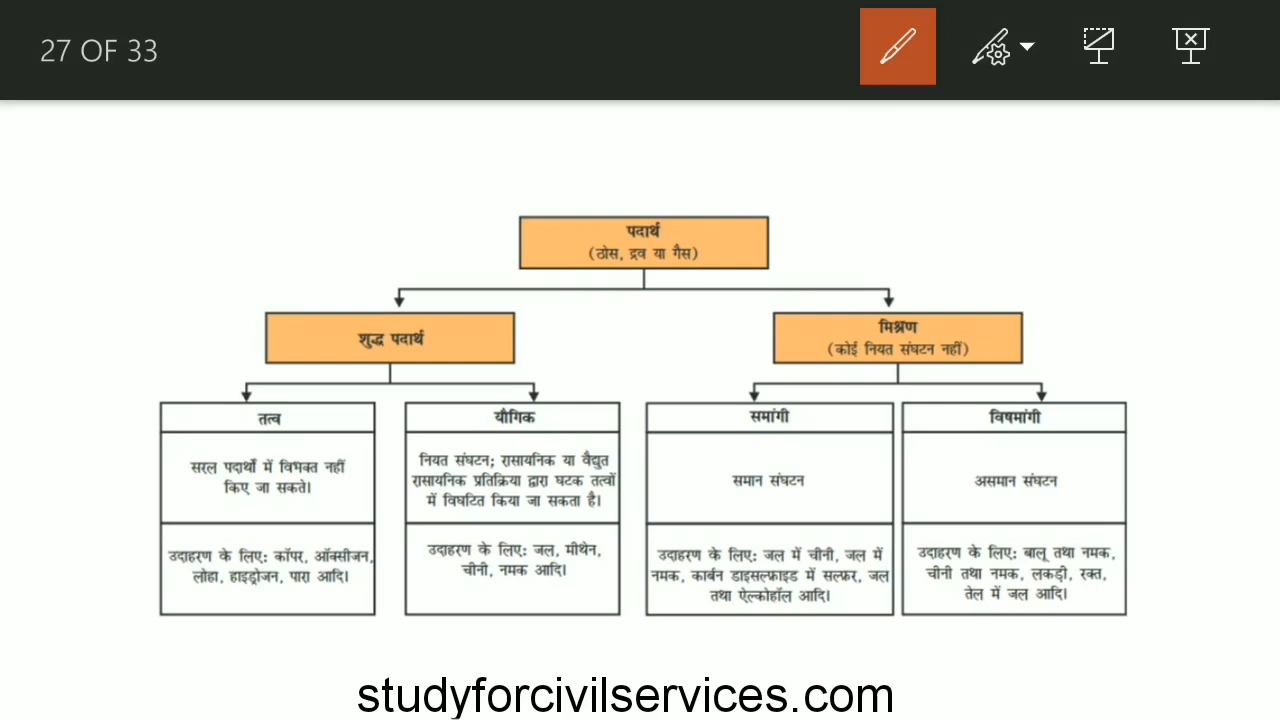 27 OF 33
पदार्थ
(ठोस, द्रव या गैस)
शुद्ध पदार्थ
मिश्रण
(कोई नियत संघटन नहीं)
तत्व
सरल पदार्थों में विभक्त नहीं
किए जा सकते।
उदाहरण के लिए: कॉपर, ऑक्सीजन,
लोहा, हाइड्रोजन, पारा आदि।
यौगिक
नियत संघटन; रासायनिक या वैद्युत
रासायनिक प्रतिक्रिया द्वारा घटक तत्वों
में विघटित किया जा सकता है।
उदाहरण के लिए: जल, मीथेन,
चीनी, नमक आदि।
समांगी
समान संघटन
उदाहरण के लिए: जल में चीनी, जल में
नमक, कार्बन डाइसल्फ़ाइड में सल्फ़र, जल
तथा ऐल्कोहॉल आदि।
विषमांगी
असमान संघटन
उदाहरण के लिए: बालू तथा नमक,
चीनी तथा नमक, लकड़ी, रक्त,
तेल में जल आदि।
studyforcivilservices.com